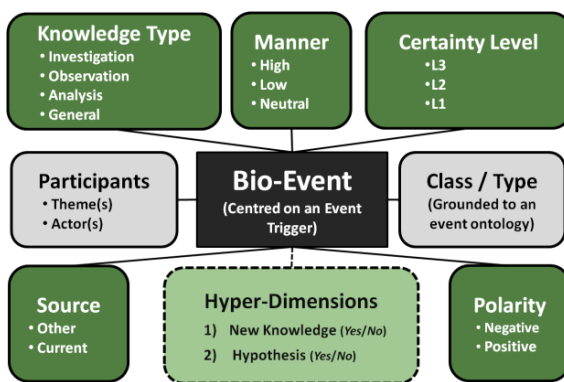 Knowledge Type
• Investigation
• Observation
• Analysis
• General
Manner
• High
• Low
• Neutral
Certainty Level
• L3
• L2
• L1
Participants
• Theme(s)
• Actor(s)
Bio-Event
(Centred on an Event
Trigger)
Class / Type
(Grounded to an
event ontology)
Source
• Other
• Current
Hyper-Dimensions
1) New Knowledge (Yes/No)
2) Hypothesis (Yes/No)
Polarity
• Negative
• Positive